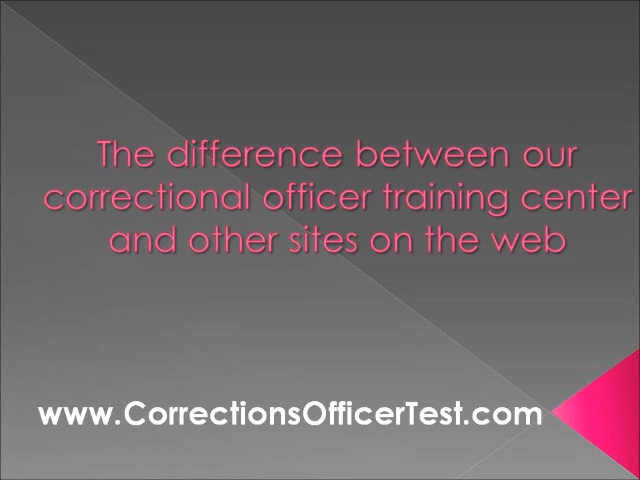 The difference between our
correctional officer training center
and other sites on the web
www.CorrectionsOfficerTest.com